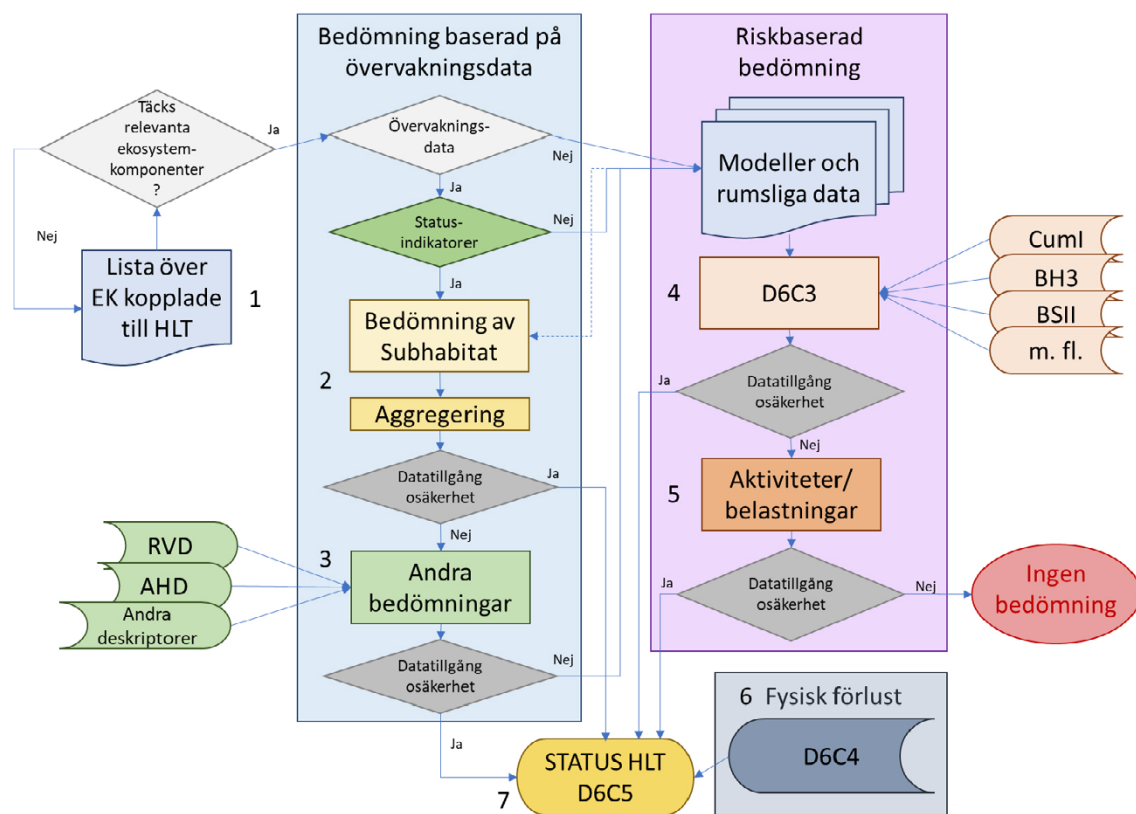 Bedömning baserad på
övervakningsdata
Riskbaserad
bedömning
Täcks
relevanta
ekosystem-
komponenter
?
Ja
Nej
Lista över
EK kopplade
till HLT
1
Övervaknings-
data
Nej
Ja
Status-
indikatorer
Nej
Ja
Bedömning av
Subhabitat
2
Aggregering
Datatillgång
osäkerhet
Ja
Nej
3
Andra
bedömningar
RVD
AHD
Andra
deskriptorer
Datatillgång
osäkerhet
Nej
Ja
Modeller och
rumsliga data
4
D6C3
CumI
BH3
BSII
m. fl.
Datatillgång
osäkerhet
Ja
Nej
5
Aktiviteter/
belastningar
Datatillgång
osäkerhet
Ja
Nej
Ingen
bedömning
6 Fysisk förlust
D6C4
STATUS HLT
D6C5
7